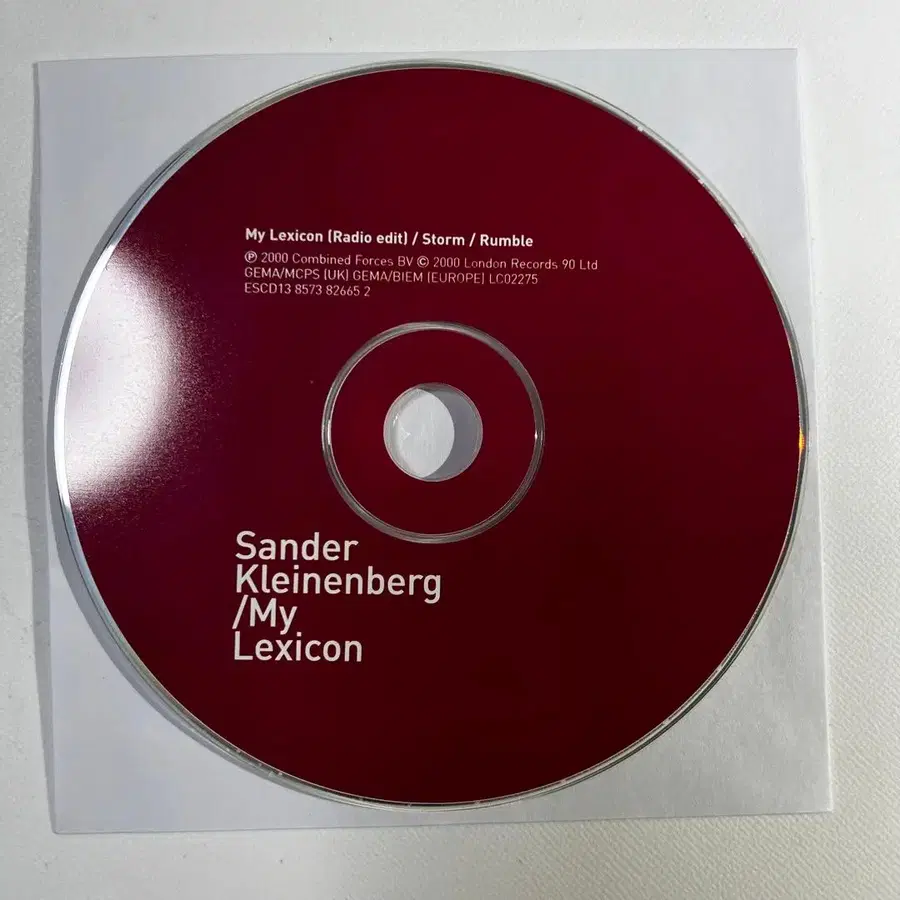 My Lexicon (Radio edit) / Storm / Rumble
℗ 2000 Combined Forces BV © 2000 London Records 90 Ltd
GEMA/MCPS (UK) GEMA/BIEM (EUROPE) LC02275
ESCD13 8573 82665 2
Sander
Kleinenberg
/My
Lexicon